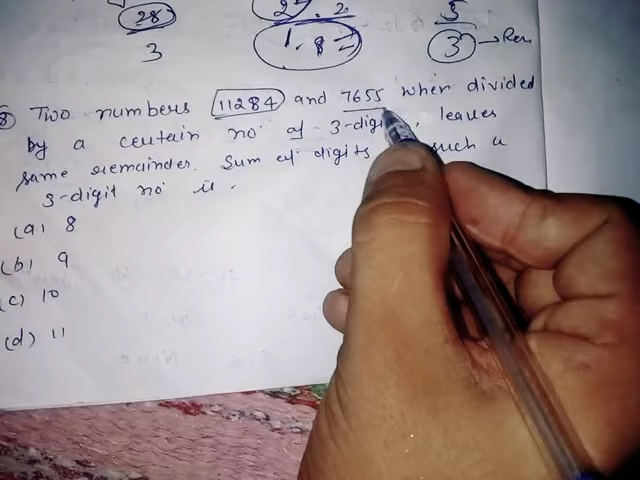 28
3
27.2
1.82
5
3 → Rem
8) Two numbers 11284 and 7655 when divided
by a certain no of 3-digit, leaves
same remainder. Sum of digits such a
3-digit no is.
(a) 8
(b) 9
(c) 10
(d) 11